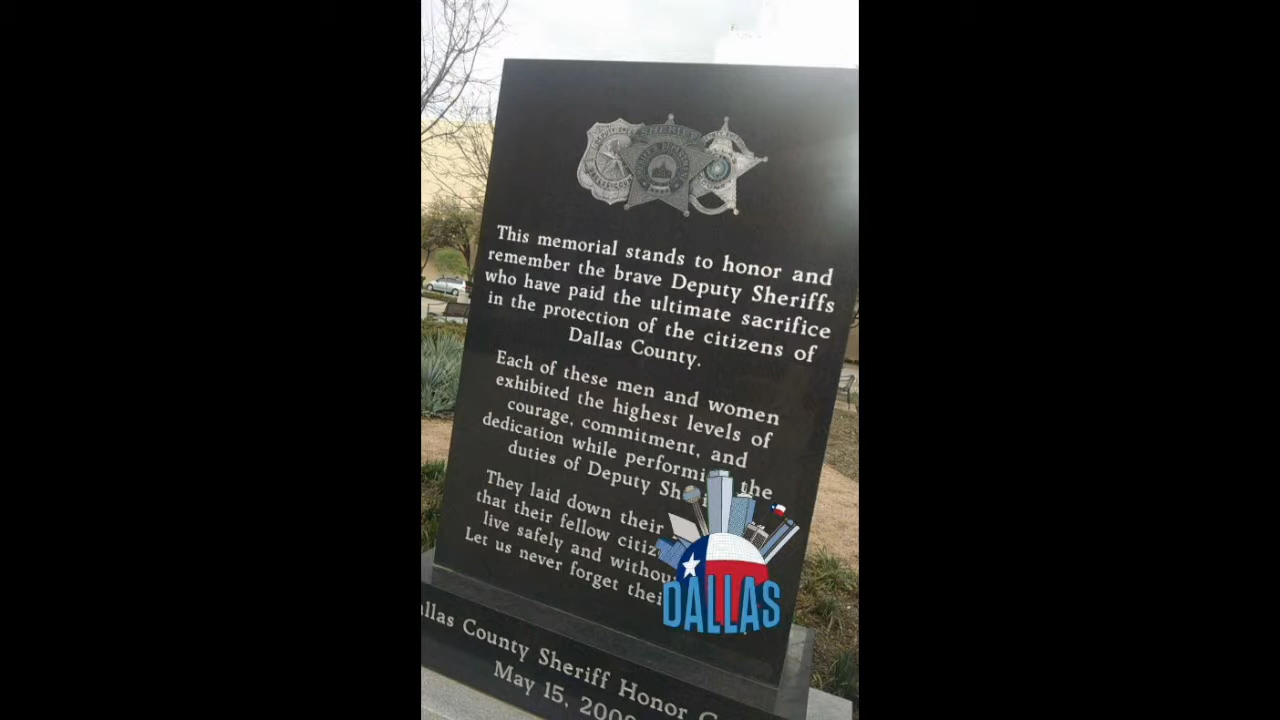 SHERIFF
This memorial stands to honor and
remember the brave Deputy Sheriffs
who have paid the ultimate sacrifice
in the protection of the citizens of
Dallas County.
Each of these men and women
exhibited the highest levels of
courage, commitment, and
dedication while performi the
duties of Deputy Sh
They laid down their
that their fellow citiz
live safely and withou
Let us never forget thei
DALLAS
allas County Sheriff Honor G
May 15, 200